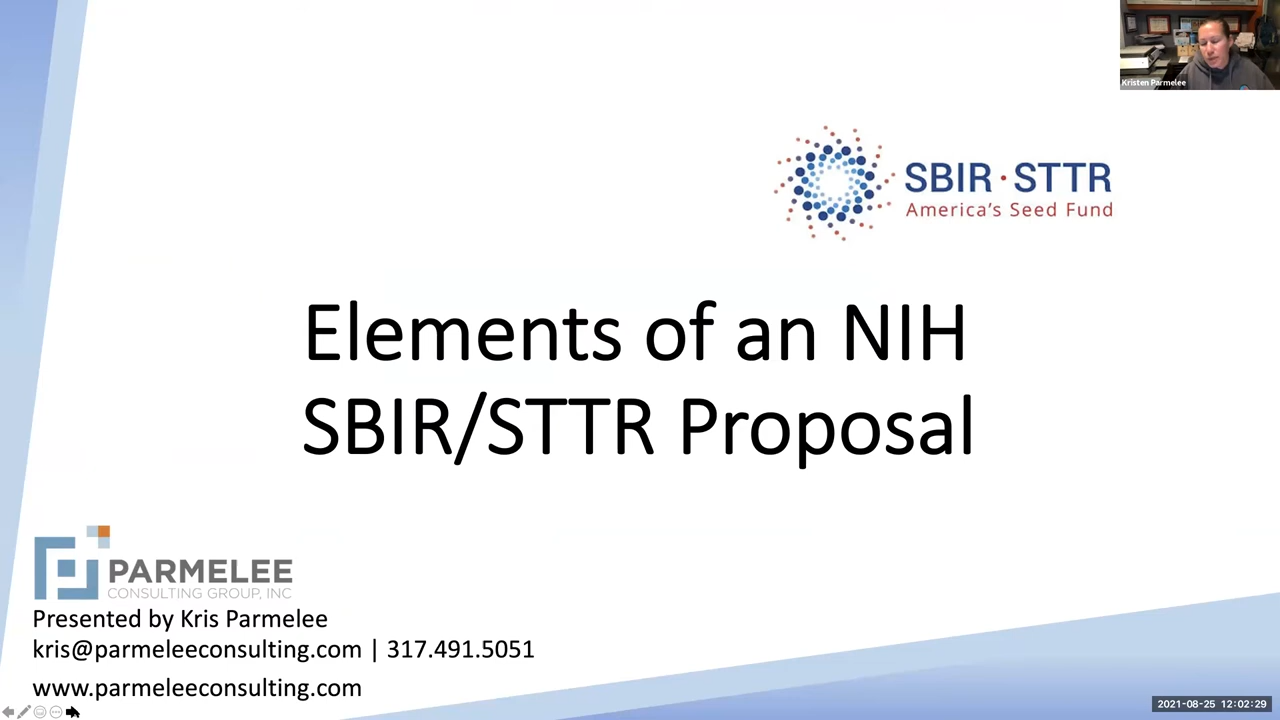 Kristen Parmelee
SBIR · STTR
America's Seed Fund
Elements of an NIH
SBIR/STTR Proposal
PARMELEE
CONSULTING GROUP, INC
Presented by Kris Parmelee
kris@parmeleeconsulting.com | 317.491.5051
www.parmeleeconsulting.com
2021-08-25 12:02:29